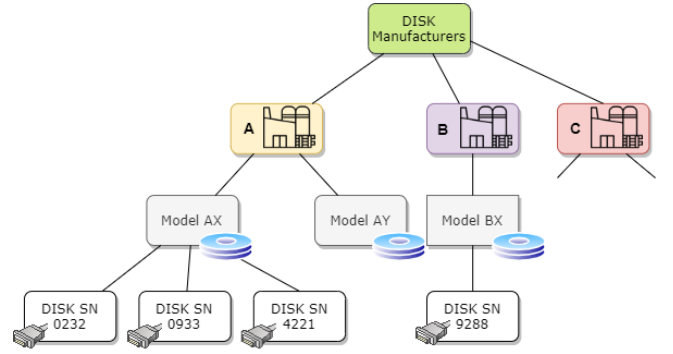 DISK
Manufacturers
A
B
C
Model AX
Model AY
Model BX
DISK SN
0232
DISK SN
0933
DISK SN
4221
DISK SN
9288